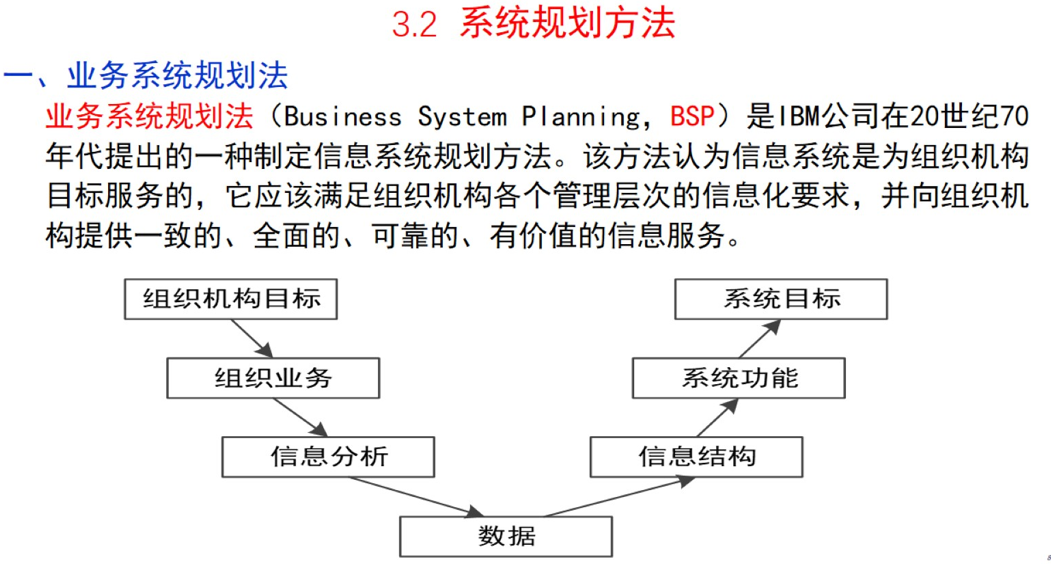 3.2 系统规划方法
一、业务系统规划法
业务系统规划法（Business System Planning，BSP）是IBM公司在20世纪70
年代提出的一种制定信息系统规划方法。该方法认为信息系统是为组织机构
目标服务的，它应该满足组织机构各个管理层次的信息化要求，并向组织机
构提供一致的、全面的、可靠的、有价值的信息服务。
组织机构目标
系统目标
组织业务
系统功能
信息分析
信息结构
数据
8